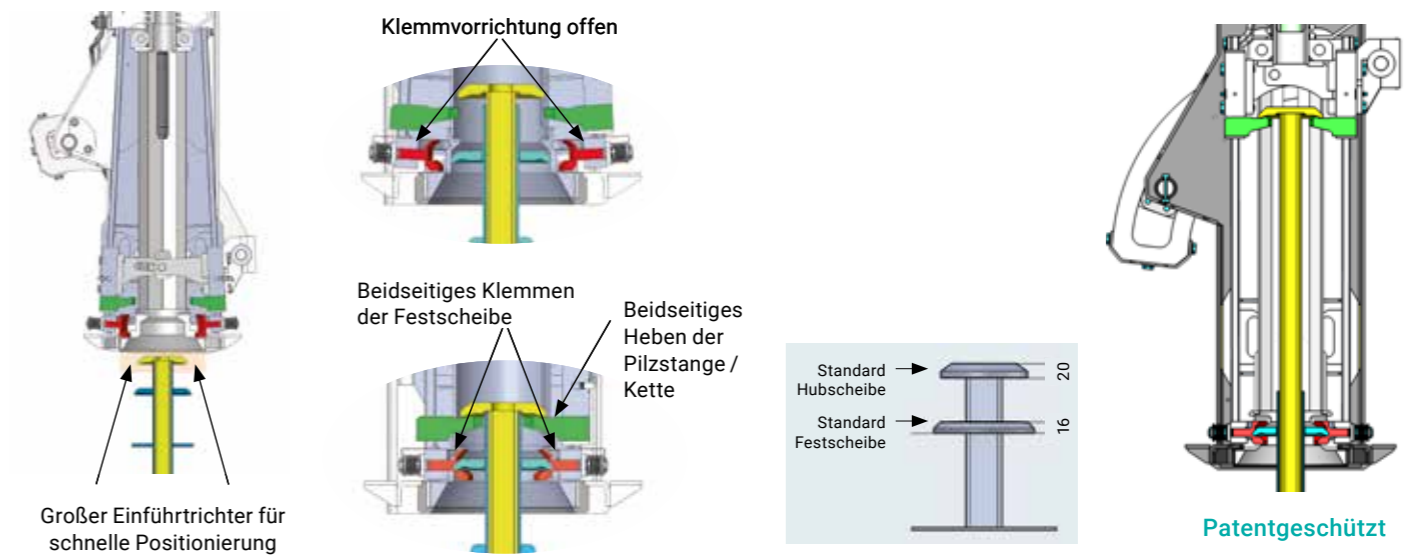 Klemmvorrichtung offen
Beidseitiges Klemmen
der Festscheibe
Beidseitiges
Heben der
Pilzstange /
Kette
Großer Einführtrichter für
schnelle Positionierung
Standard
Hubscheibe
20
Standard
Festscheibe
16
Patentgeschützt